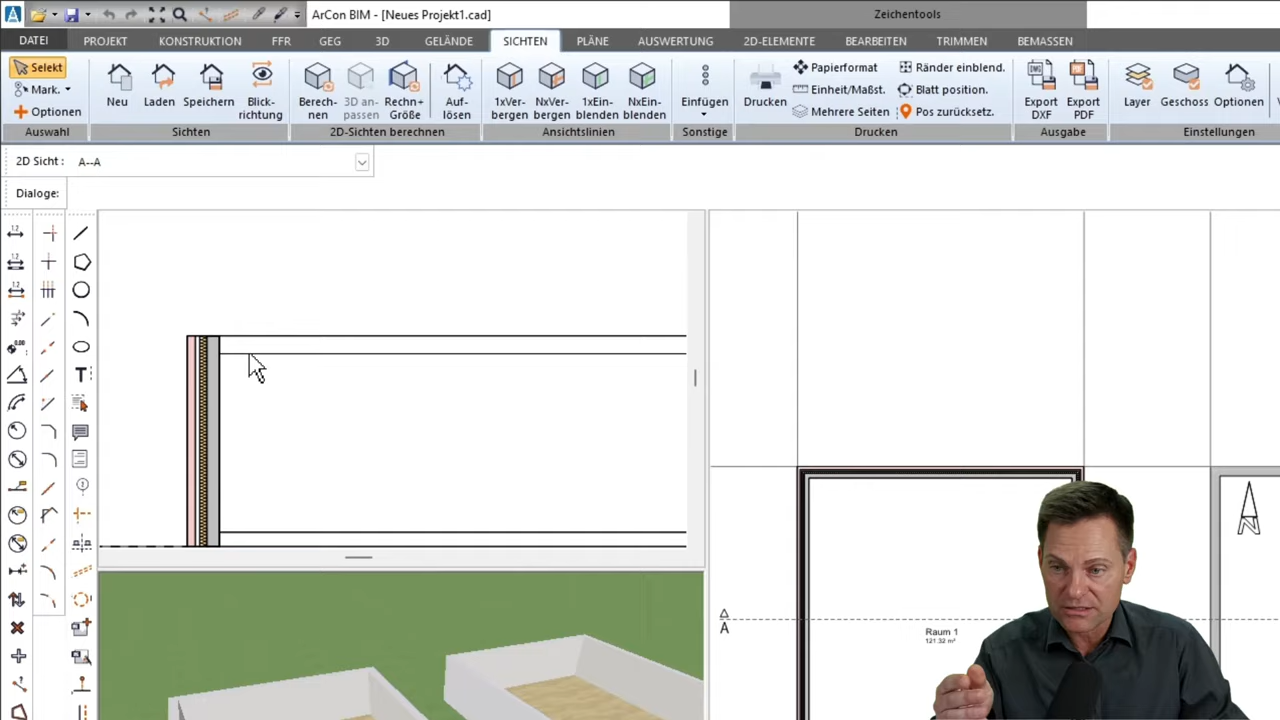 ArCon BIM - [Neues Projekt1.cad]
Zeichentools
DATEI PROJEKT KONSTRUKTION FFR GEG 3D GELÄNDE SICHTEN PLÄNE AUSWERTUNG 2D-ELEMENTE BEARBEITEN TRIMMEN BEMASSEN
Selekt
Mark.
Optionen
Auswahl
Neu
Laden
Speichern
Blick-
richtung
Sichten
Berech-
nen
3D an-
passen
Rechn+
Größe
Auf-
lösen
2D-Sichten berechnen
1xVer-
bergen
NxVer-
bergen
1xEin-
blenden
NxEin-
blenden
Ansichtslinien
Einfügen
Sonstige
Drucken
Papierformat
Einheit/Maßst.
Mehrere Seiten
Ränder einblend.
Blatt position.
Pos zurücksetz.
Drucken
Export
DXF
Export
PDF
Ausgabe
Layer
Geschoss
Optionen
Einstellungen
2D Sicht : A--A
Dialoge:
A
Raum 1
121.32 m²
N